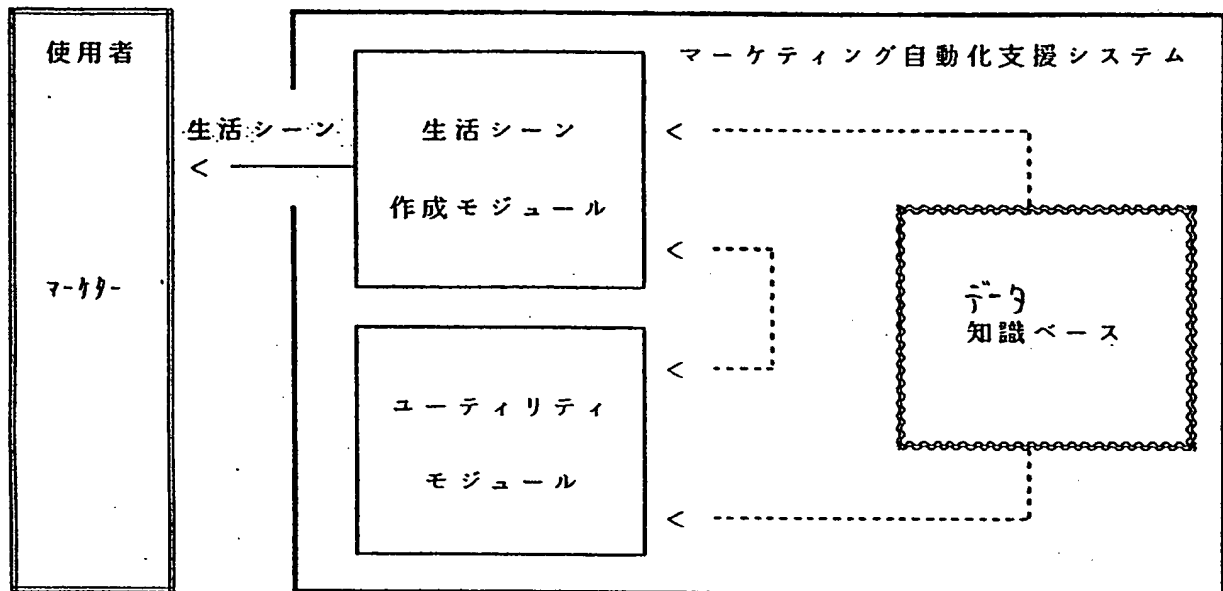 使用者
マーケティング自動化支援システム
生活シーン
生活シーン
作成モジュール
マーケター
データ
知識ベース
ユーティリティ
モジュール